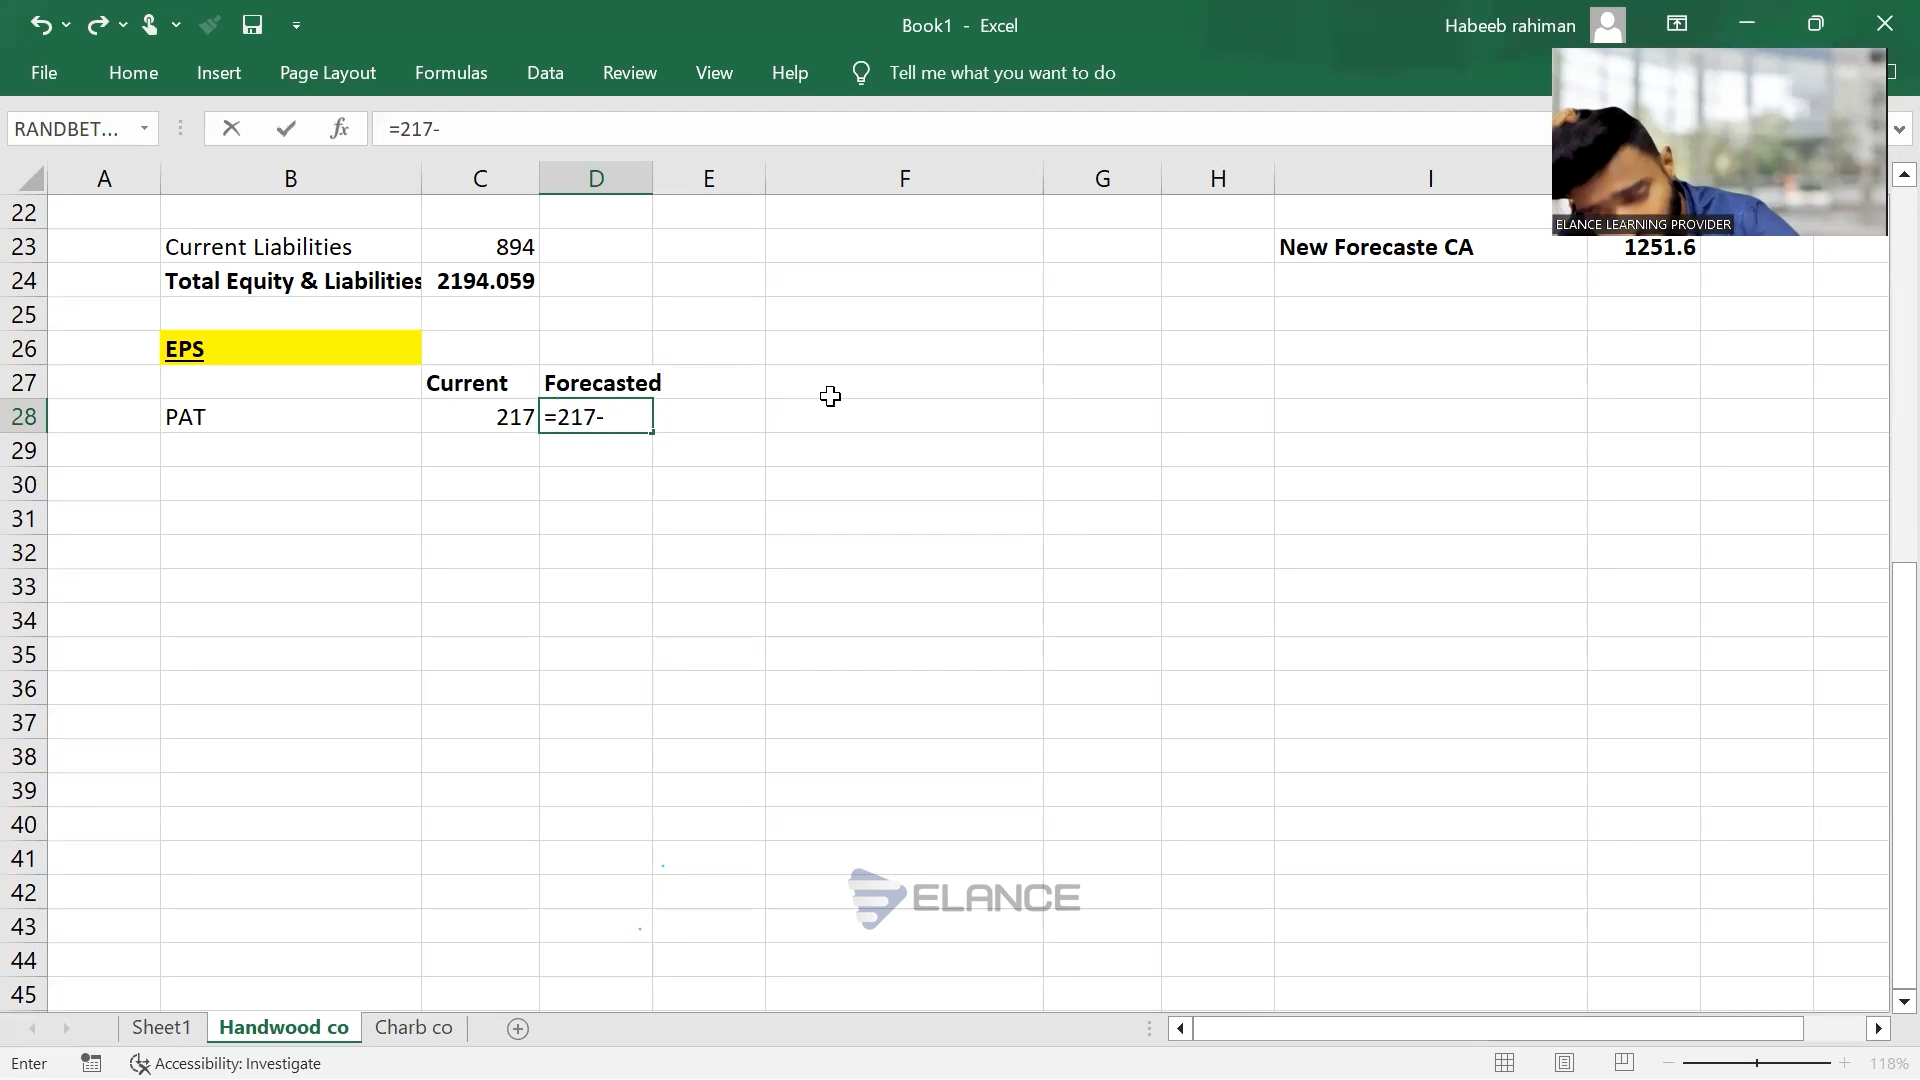 Book1 - Excel
Habeeb rahiman
File Home Insert Page Layout Formulas Data Review View Help Tell me what you want to do
RANDBET... fx =217-
A B C D E F G H I
22
23 Current Liabilities 894 New Forecaste CA 1251.6
24 Total Equity & Liabilities 2194.059
25
26 EPS
27 Current Forecasted
28 PAT 217 =217-
29
30
31
32
33
34
35
36
37
38
39
40
41
42
43
44
45
ELANCE LEARNING PROVIDER
ELANCE
Sheet1 Handwood co Charb co
Enter Accessibility: Investigate 118%